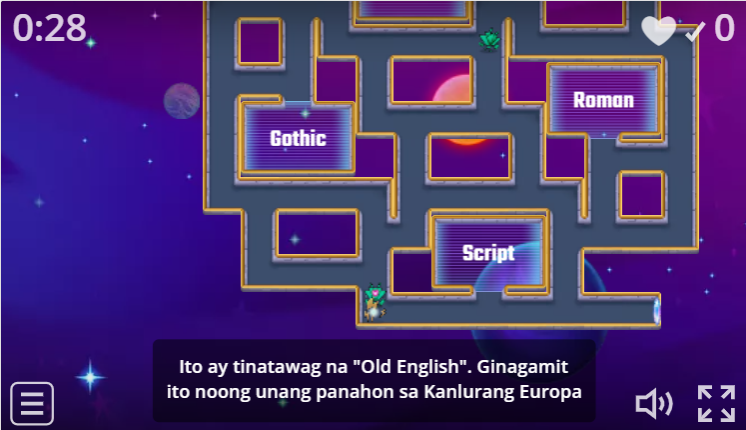 0:28
0
Roman
Gothic
Script
Ito ay tinatawag na "Old English". Ginagamit
ito noong unang panahon sa Kanlurang Europa